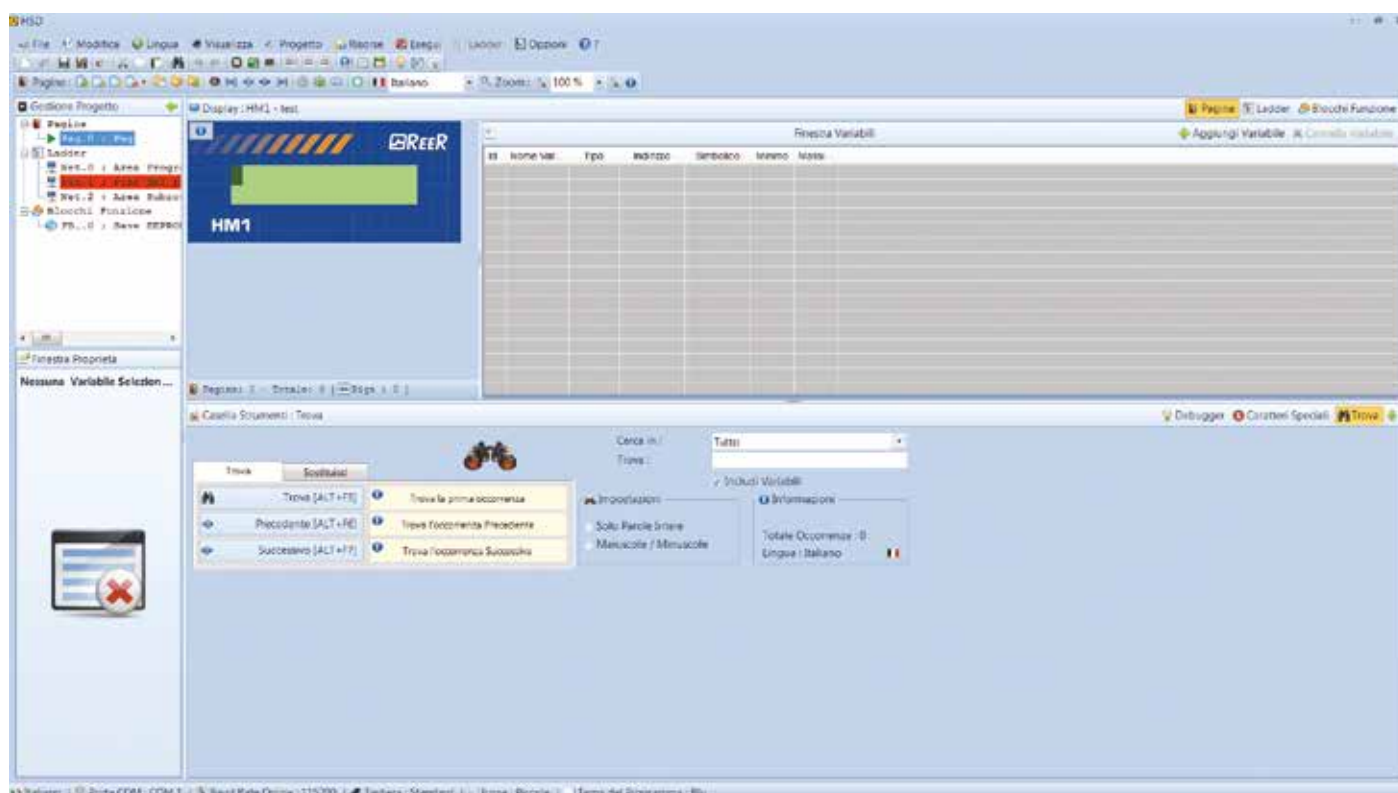 HSD
File Modifica Lingua Visualizza Progetto Risorse Esegui Ladder Opzioni ?
Pagine: Italiano Zoom: 100 %
Gestione Progetto
Display : HM1 - test
Pagine Ladder Blocchi Funzione
Pagine
Ladder
Net.0 : Area Progr
Net.2 : Area
Blocchi Funzione
: Save EEPRO
REER
HM1
Finestra Variabili
Aggiungi Variabile Cancella Variabile
Id Nome Var... Tipo Indirizzo Simbolico Minimo Massi
Finestra Proprietà
Nessuna Variabile Selezion...
Casella Strumenti : Trova
Debugger Caratteri Speciali Trova
Cerca in :
Tutto
Trova :
Includi Variabili
Trova Sostituisci
Trova [ALT+F5] Trova la prima occorrenza
Precedente [ALT+F6] Trova l'occorrenza Precedente
Successivo [ALT+F7] Trova l'occorrenza Successiva
Impostazioni
Solo Parole Intere
Maiuscole / Minuscole
Informazioni
Totale Occorrenze : 0
Lingua : Italiano